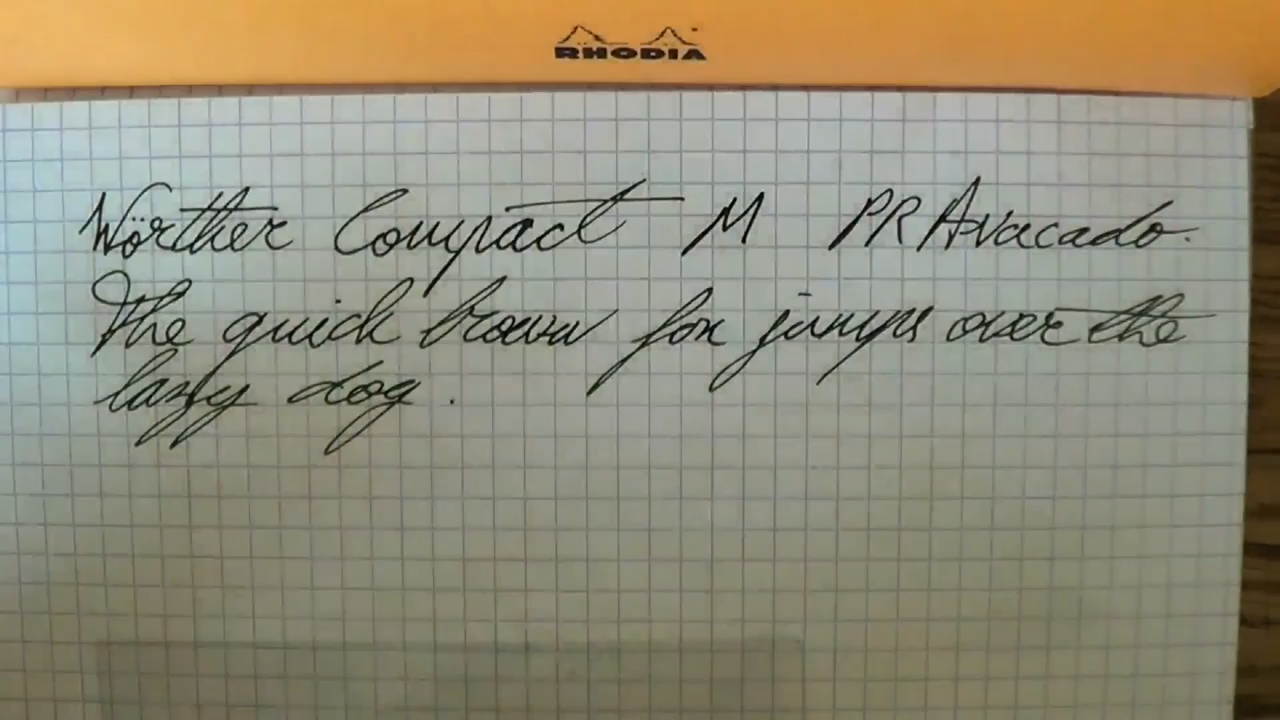 RHODIA
Wörther Compact M PR Avacado.
The quick brown fox jumps over the
lazy dog.